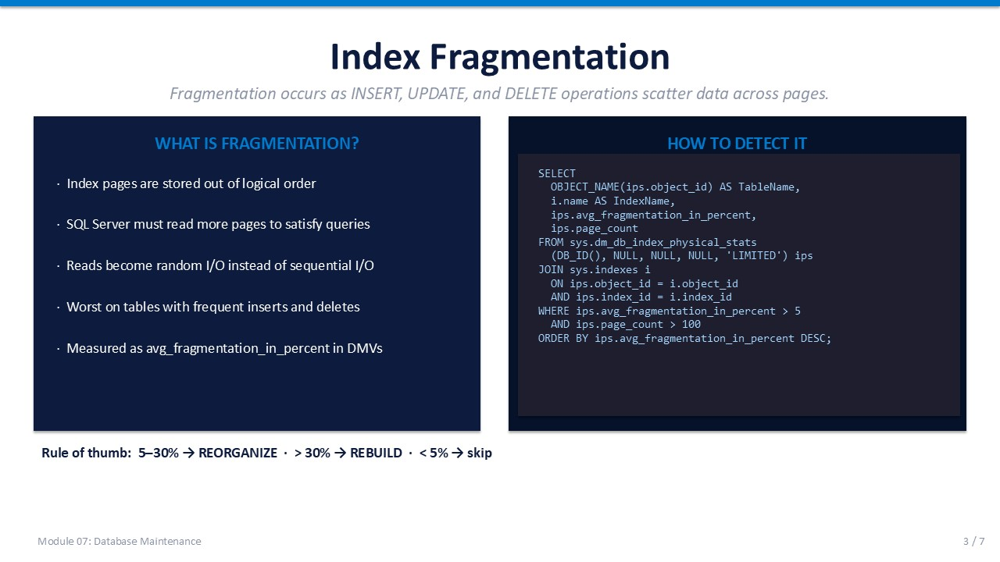 Index Fragmentation
Fragmentation occurs as INSERT, UPDATE, and DELETE operations scatter data across pages.
WHAT IS FRAGMENTATION?
· Index pages are stored out of logical order
· SQL Server must read more pages to satisfy queries
· Reads become random I/O instead of sequential I/O
· Worst on tables with frequent inserts and deletes
· Measured as avg_fragmentation_in_percent in DMVs
HOW TO DETECT IT
SELECT
  OBJECT_NAME(ips.object_id) AS TableName,
  i.name AS IndexName,
  ips.avg_fragmentation_in_percent,
  ips.page_count
FROM sys.dm_db_index_physical_stats
  (DB_ID(), NULL, NULL, NULL, 'LIMITED') ips
JOIN sys.indexes i
  ON ips.object_id = i.object_id
  AND ips.index_id = i.index_id
WHERE ips.avg_fragmentation_in_percent > 5
  AND ips.page_count > 100
ORDER BY ips.avg_fragmentation_in_percent DESC;
Rule of thumb:  5–30% → REORGANIZE  ·  > 30% → REBUILD  ·  < 5% → skip
Module 07: Database Maintenance
3 / 7